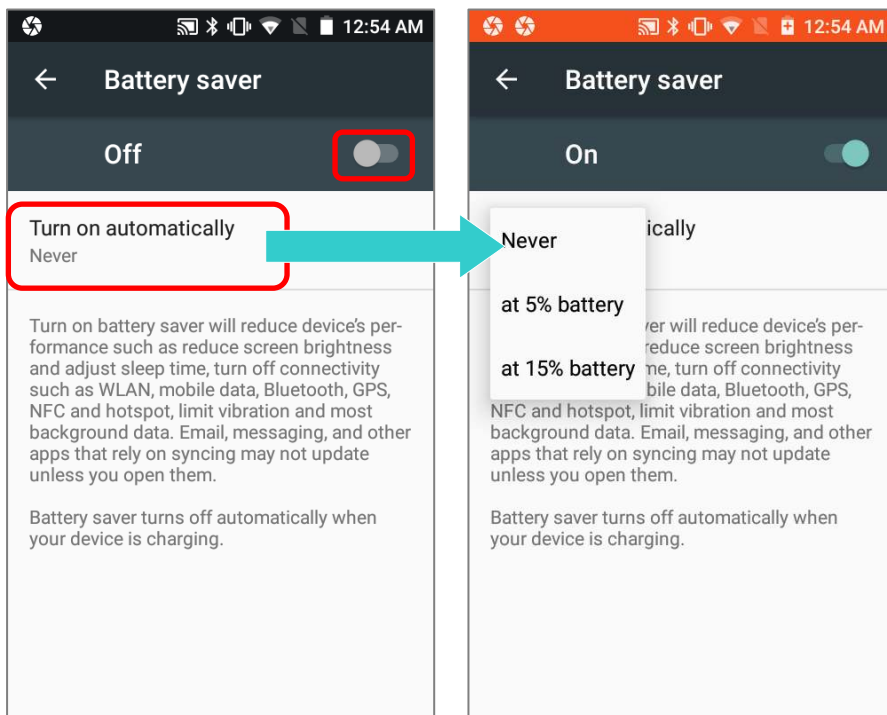 12:54 AM
Battery saver
Off
Turn on automatically
Never
Turn on battery saver will reduce device's per-
formance such as reduce screen brightness
and adjust sleep time, turn off connectivity
such as WLAN, mobile data, Bluetooth, GPS,
NFC and hotspot, limit vibration and most
background data. Email, messaging, and other
apps that rely on syncing may not update
unless you open them.
Battery saver turns off automatically when
your device is charging.
12:54 AM
Battery saver
On
ically
Never
at 5% battery
at 15% battery
er will reduce device's per-
reduce screen brightness
me, turn off connectivity
bile data, Bluetooth, GPS,
NFC and hotspot, limit vibration and most
background data. Email, messaging, and other
apps that rely on syncing may not update
unless you open them.
Battery saver turns off automatically when
your device is charging.